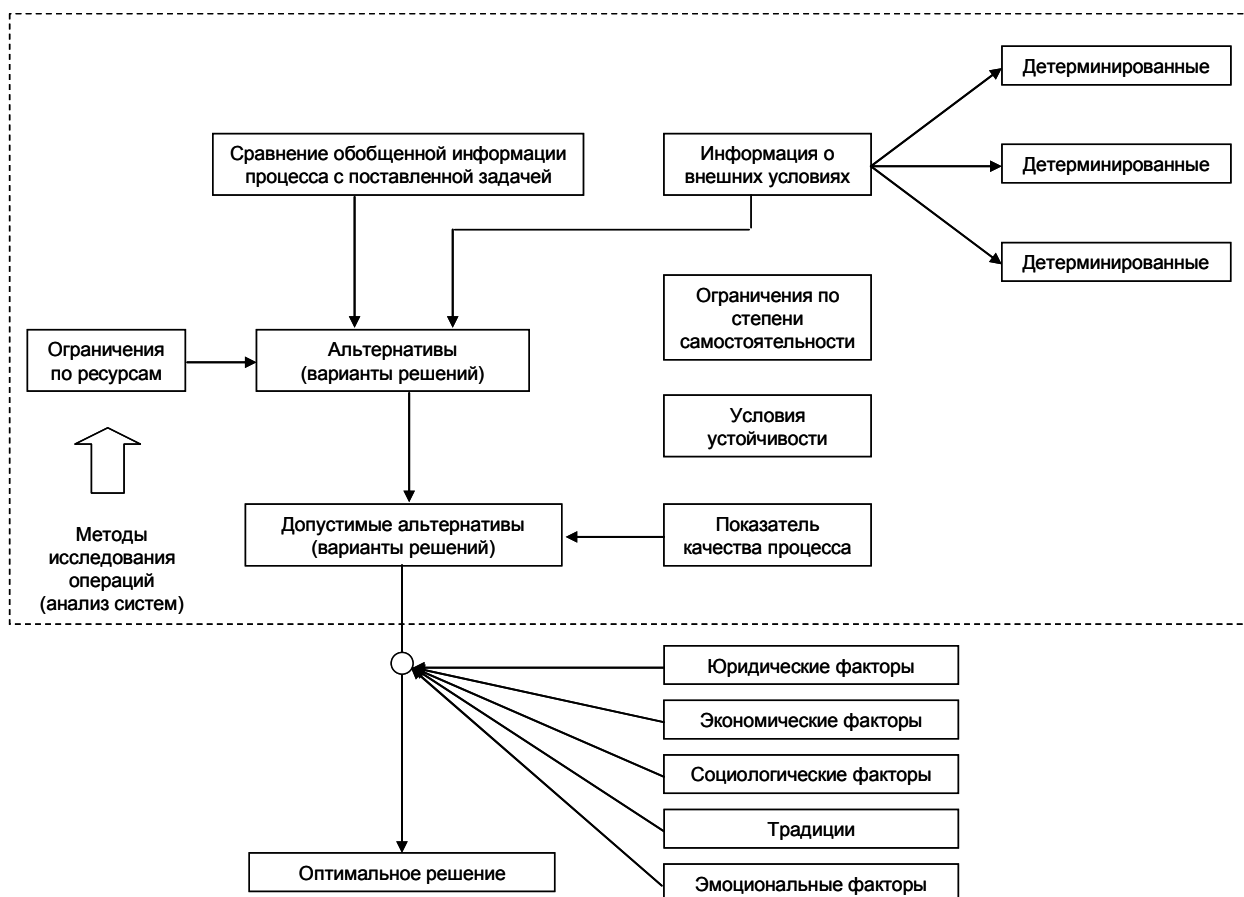 Детерминированные
Сравнение обобщенной информации
процесса с поставленной задачей
Информация о
внешних условиях
Детерминированные
Детерминированные
Ограничения по
степени
самостоятельности
Ограничения
по ресурсам
Альтернативы
(варианты решений)
Условия
устойчивости
Методы
исследования
операций
(анализ систем)
Допустимые альтернативы
(варианты решений)
Показатель
качества процесса
Юридические факторы
Экономические факторы
Социологические факторы
Традиции
Эмоциональные факторы
Оптимальное решение